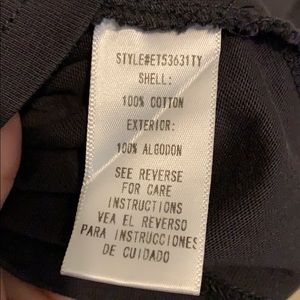 STYLE#ET53631TY
SHELL:
100% COTTON
EXTERIOR:
100% ALGODON
SEE REVERSE
FOR CARE
INSTRUCTIONS
VEA EL REVERSO
PARA INSTRUCCIONES
DE CUIDADO